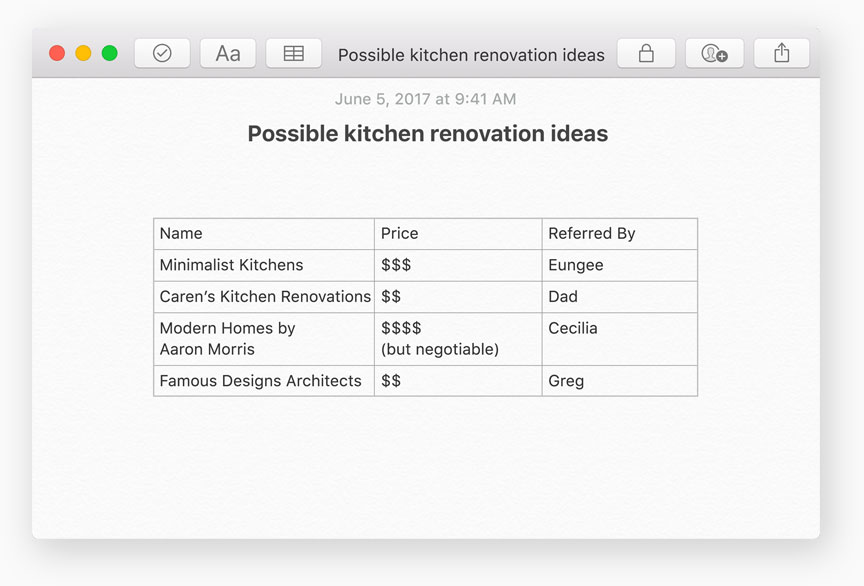 Aa
Possible kitchen renovation ideas
June 5, 2017 at 9:41 AM
Possible kitchen renovation ideas
Name Price Referred By
Minimalist Kitchens $$$ Eungee
Caren’s Kitchen Renovations $$ Dad
Modern Homes by $$$$ Cecilia
Aaron Morris (but negotiable)
Famous Designs Architects $$ Greg